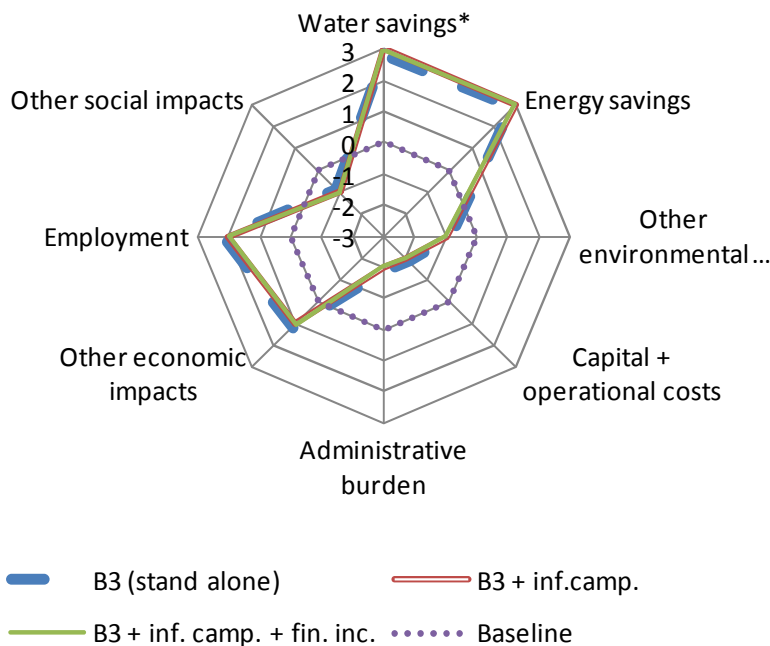 Water savings*
3
2
1
0
-1
-2
-3
Energy savings
Other
environmental ...
Capital +
operational costs
Administrative
burden
Other economic
impacts
Employment
Other social impacts
B3 (stand alone)
B3 + inf.camp.
B3 + inf. camp. + fin. inc.
Baseline